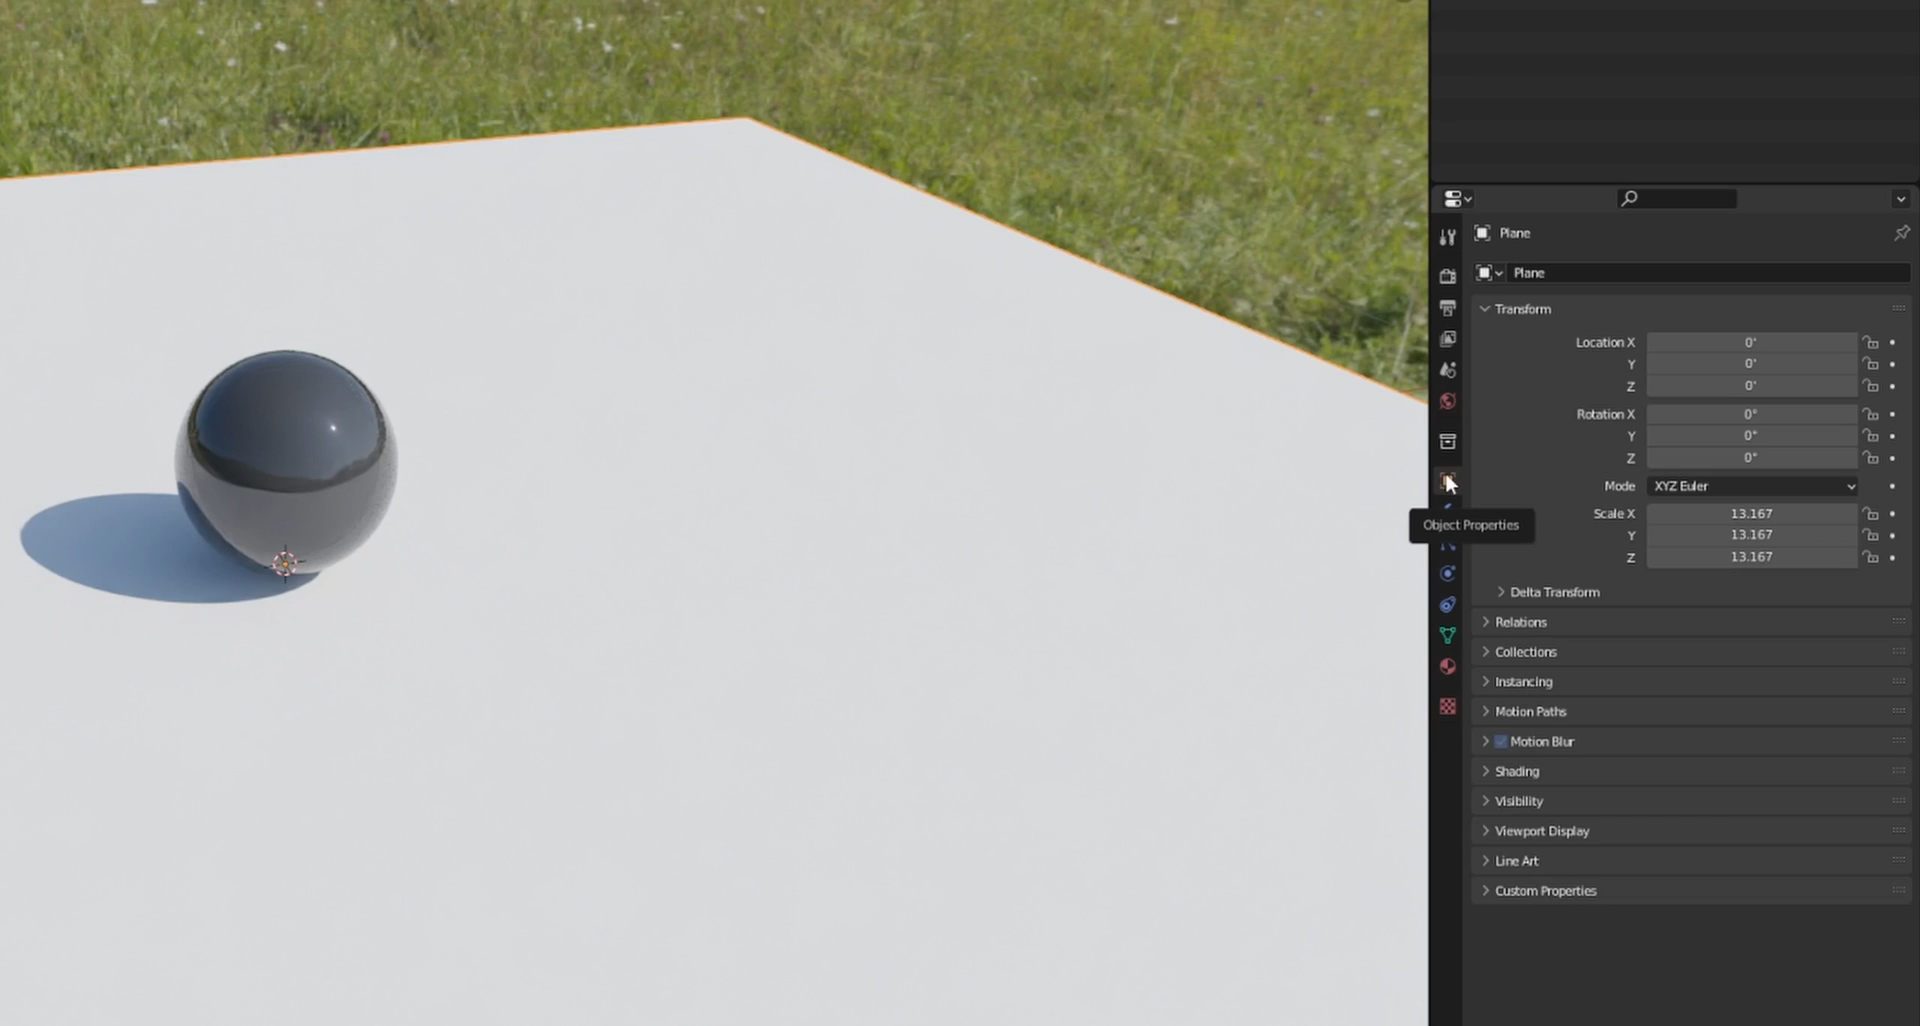 Plane
Plane
Transform
Location X 0'
Y 0'
Z 0'
Rotation X 0°
Y 0°
Z 0°
Mode XYZ Euler
Scale X 13.167
Object Properties
Y 13.167
Z 13.167
Delta Transform
Relations
Collections
Instancing
Motion Paths
Motion Blur
Shading
Visibility
Viewport Display
Line Art
Custom Properties